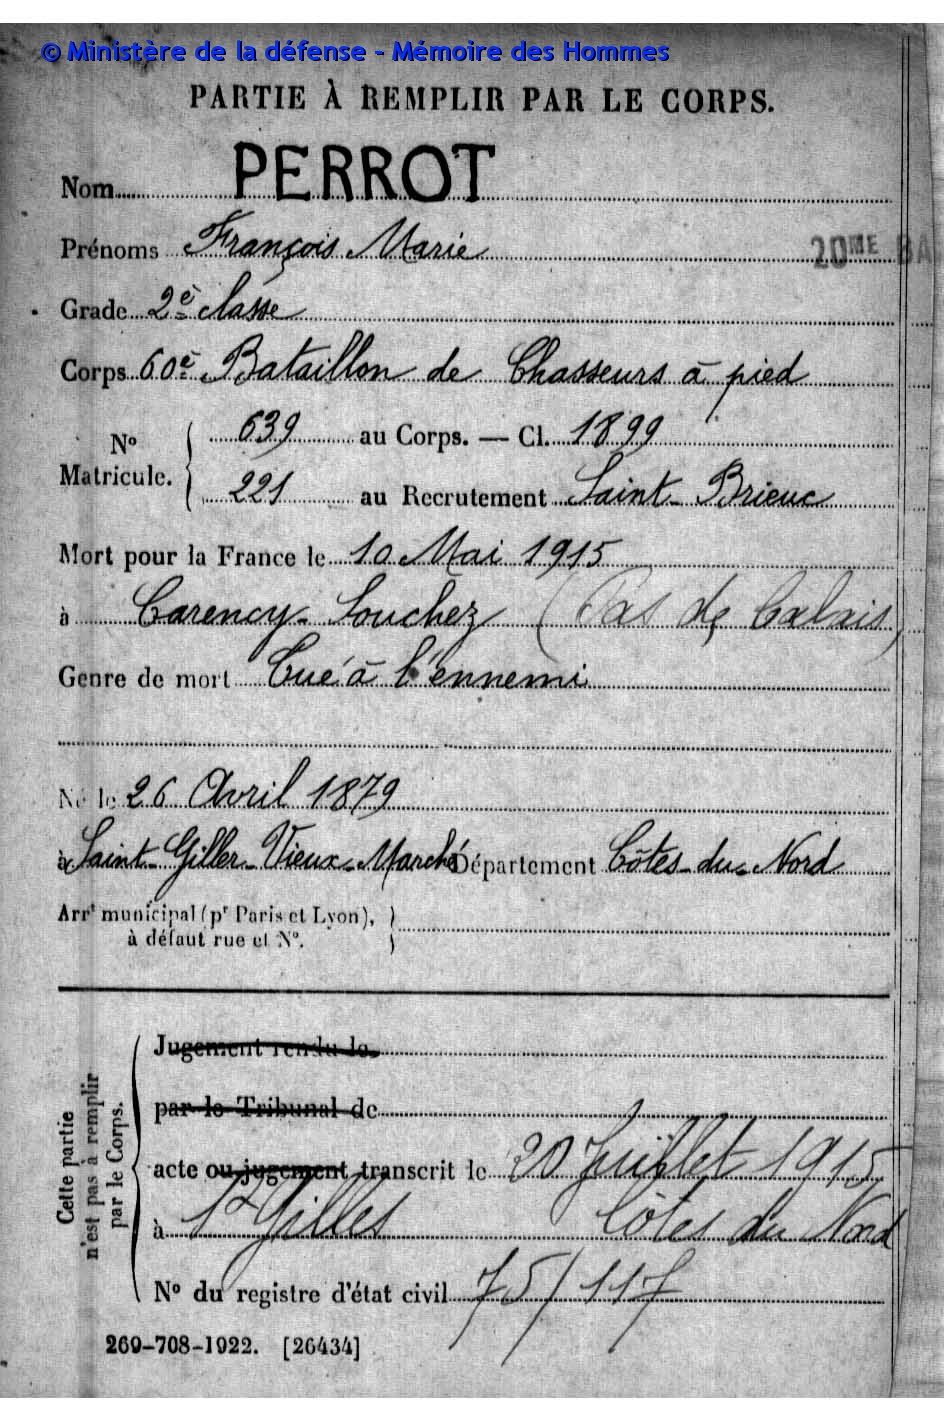 © Ministère de la défense - Mémoire des Hommes
PARTIE À REMPLIR PAR LE CORPS.
Nom PERROT
Prénoms François Marie
20ME BA
Grade 2e classe
Corps 60e Bataillon de Chasseurs à pied
No Matricule. { 639 au Corps. — Cl. 1899
221 au Recrutement Saint-Brieuc
Mort pour la France le 10 Mai 1915
à Carency-Souchez (Pas de Calais)
Genre de mort Tué à l'ennemi
Né le 26 Avril 1879
à Saint-Giller-Vieux-Marché Département Côtes-du-Nord
Arrt municipal (pr Paris et Lyon), }
à défaut rue et No. }
Cette partie
n'est pas à remplir
par le Corps.
Jugement rendu le
par le Tribunal de
acte ou jugement transcrit le 20 Juillet 1915
à St Gilles Côtes du Nord
No du registre d'état civil 75/117
269-708-1922. [26434]